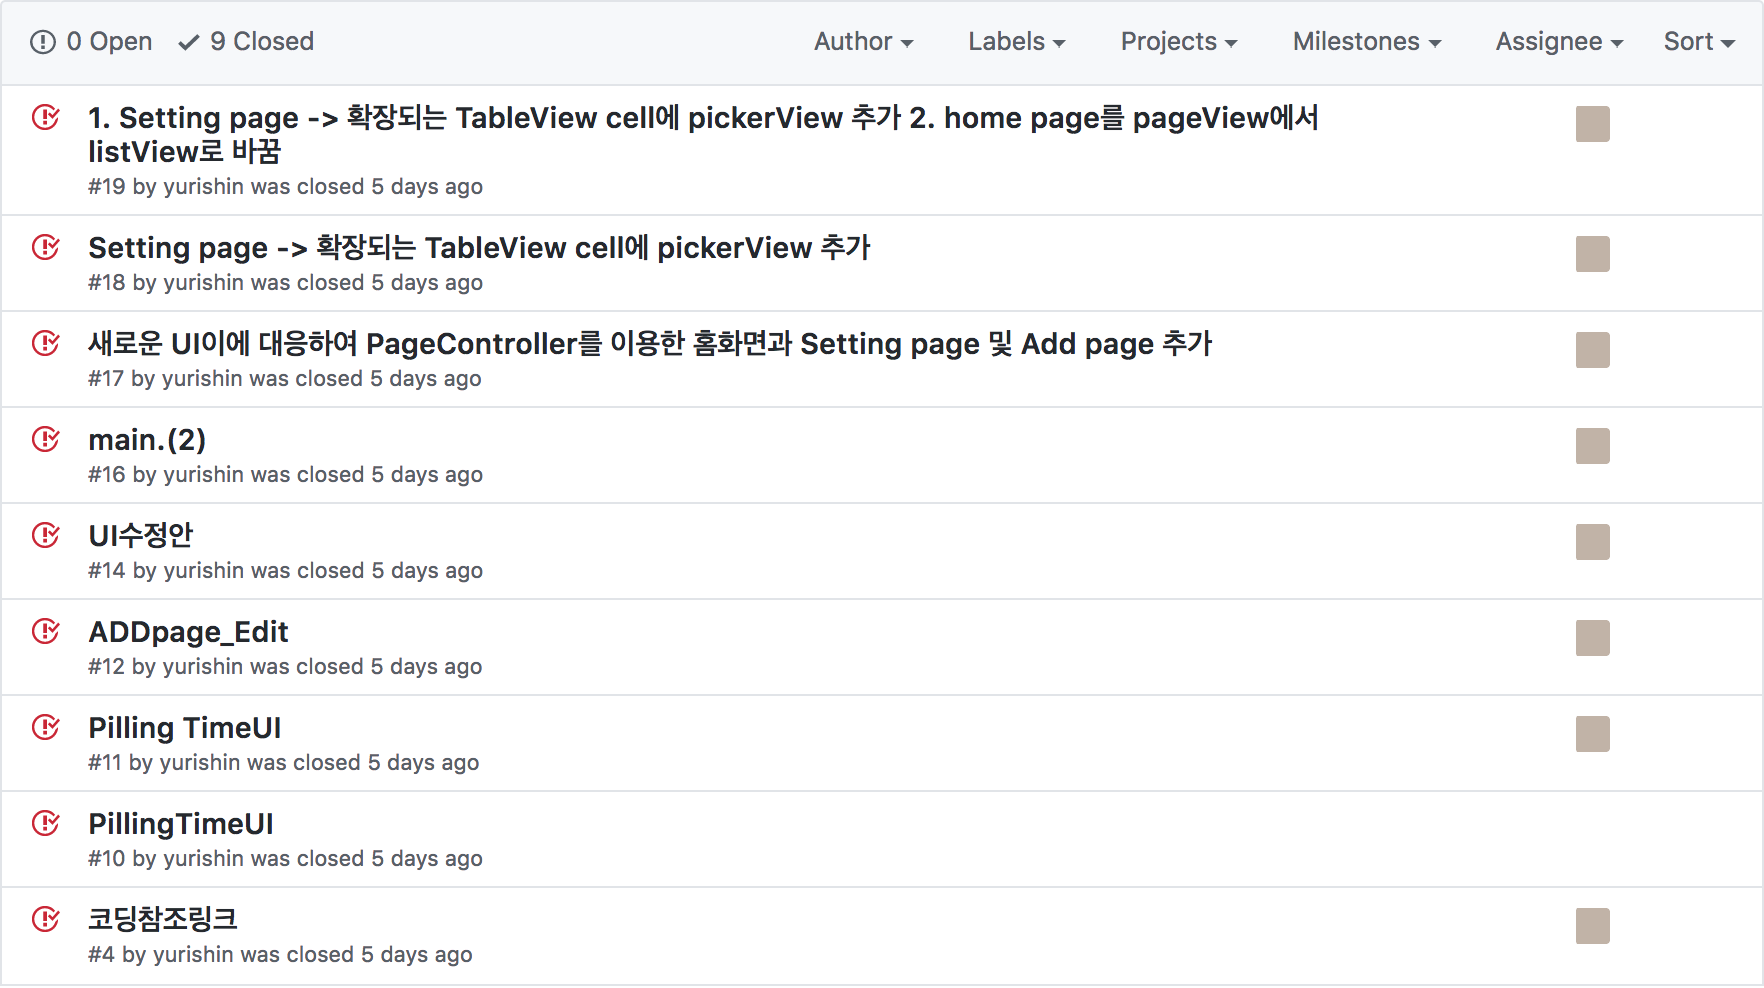 0 Open 9 Closed Author Labels Projects Milestones Assignee Sort
1. Setting page -> 확장되는 TableView cell에 pickerView 추가 2. home page를 pageView에서
listView로 바꿈
#19 by yurishin was closed 5 days ago
Setting page -> 확장되는 TableView cell에 pickerView 추가
#18 by yurishin was closed 5 days ago
새로운 UI이에 대응하여 PageController를 이용한 홈화면과 Setting page 및 Add page 추가
#17 by yurishin was closed 5 days ago
main.(2)
#16 by yurishin was closed 5 days ago
UI수정안
#14 by yurishin was closed 5 days ago
ADDpage_Edit
#12 by yurishin was closed 5 days ago
Pilling TimeUI
#11 by yurishin was closed 5 days ago
PillingTimeUI
#10 by yurishin was closed 5 days ago
코딩참조링크
#4 by yurishin was closed 5 days ago